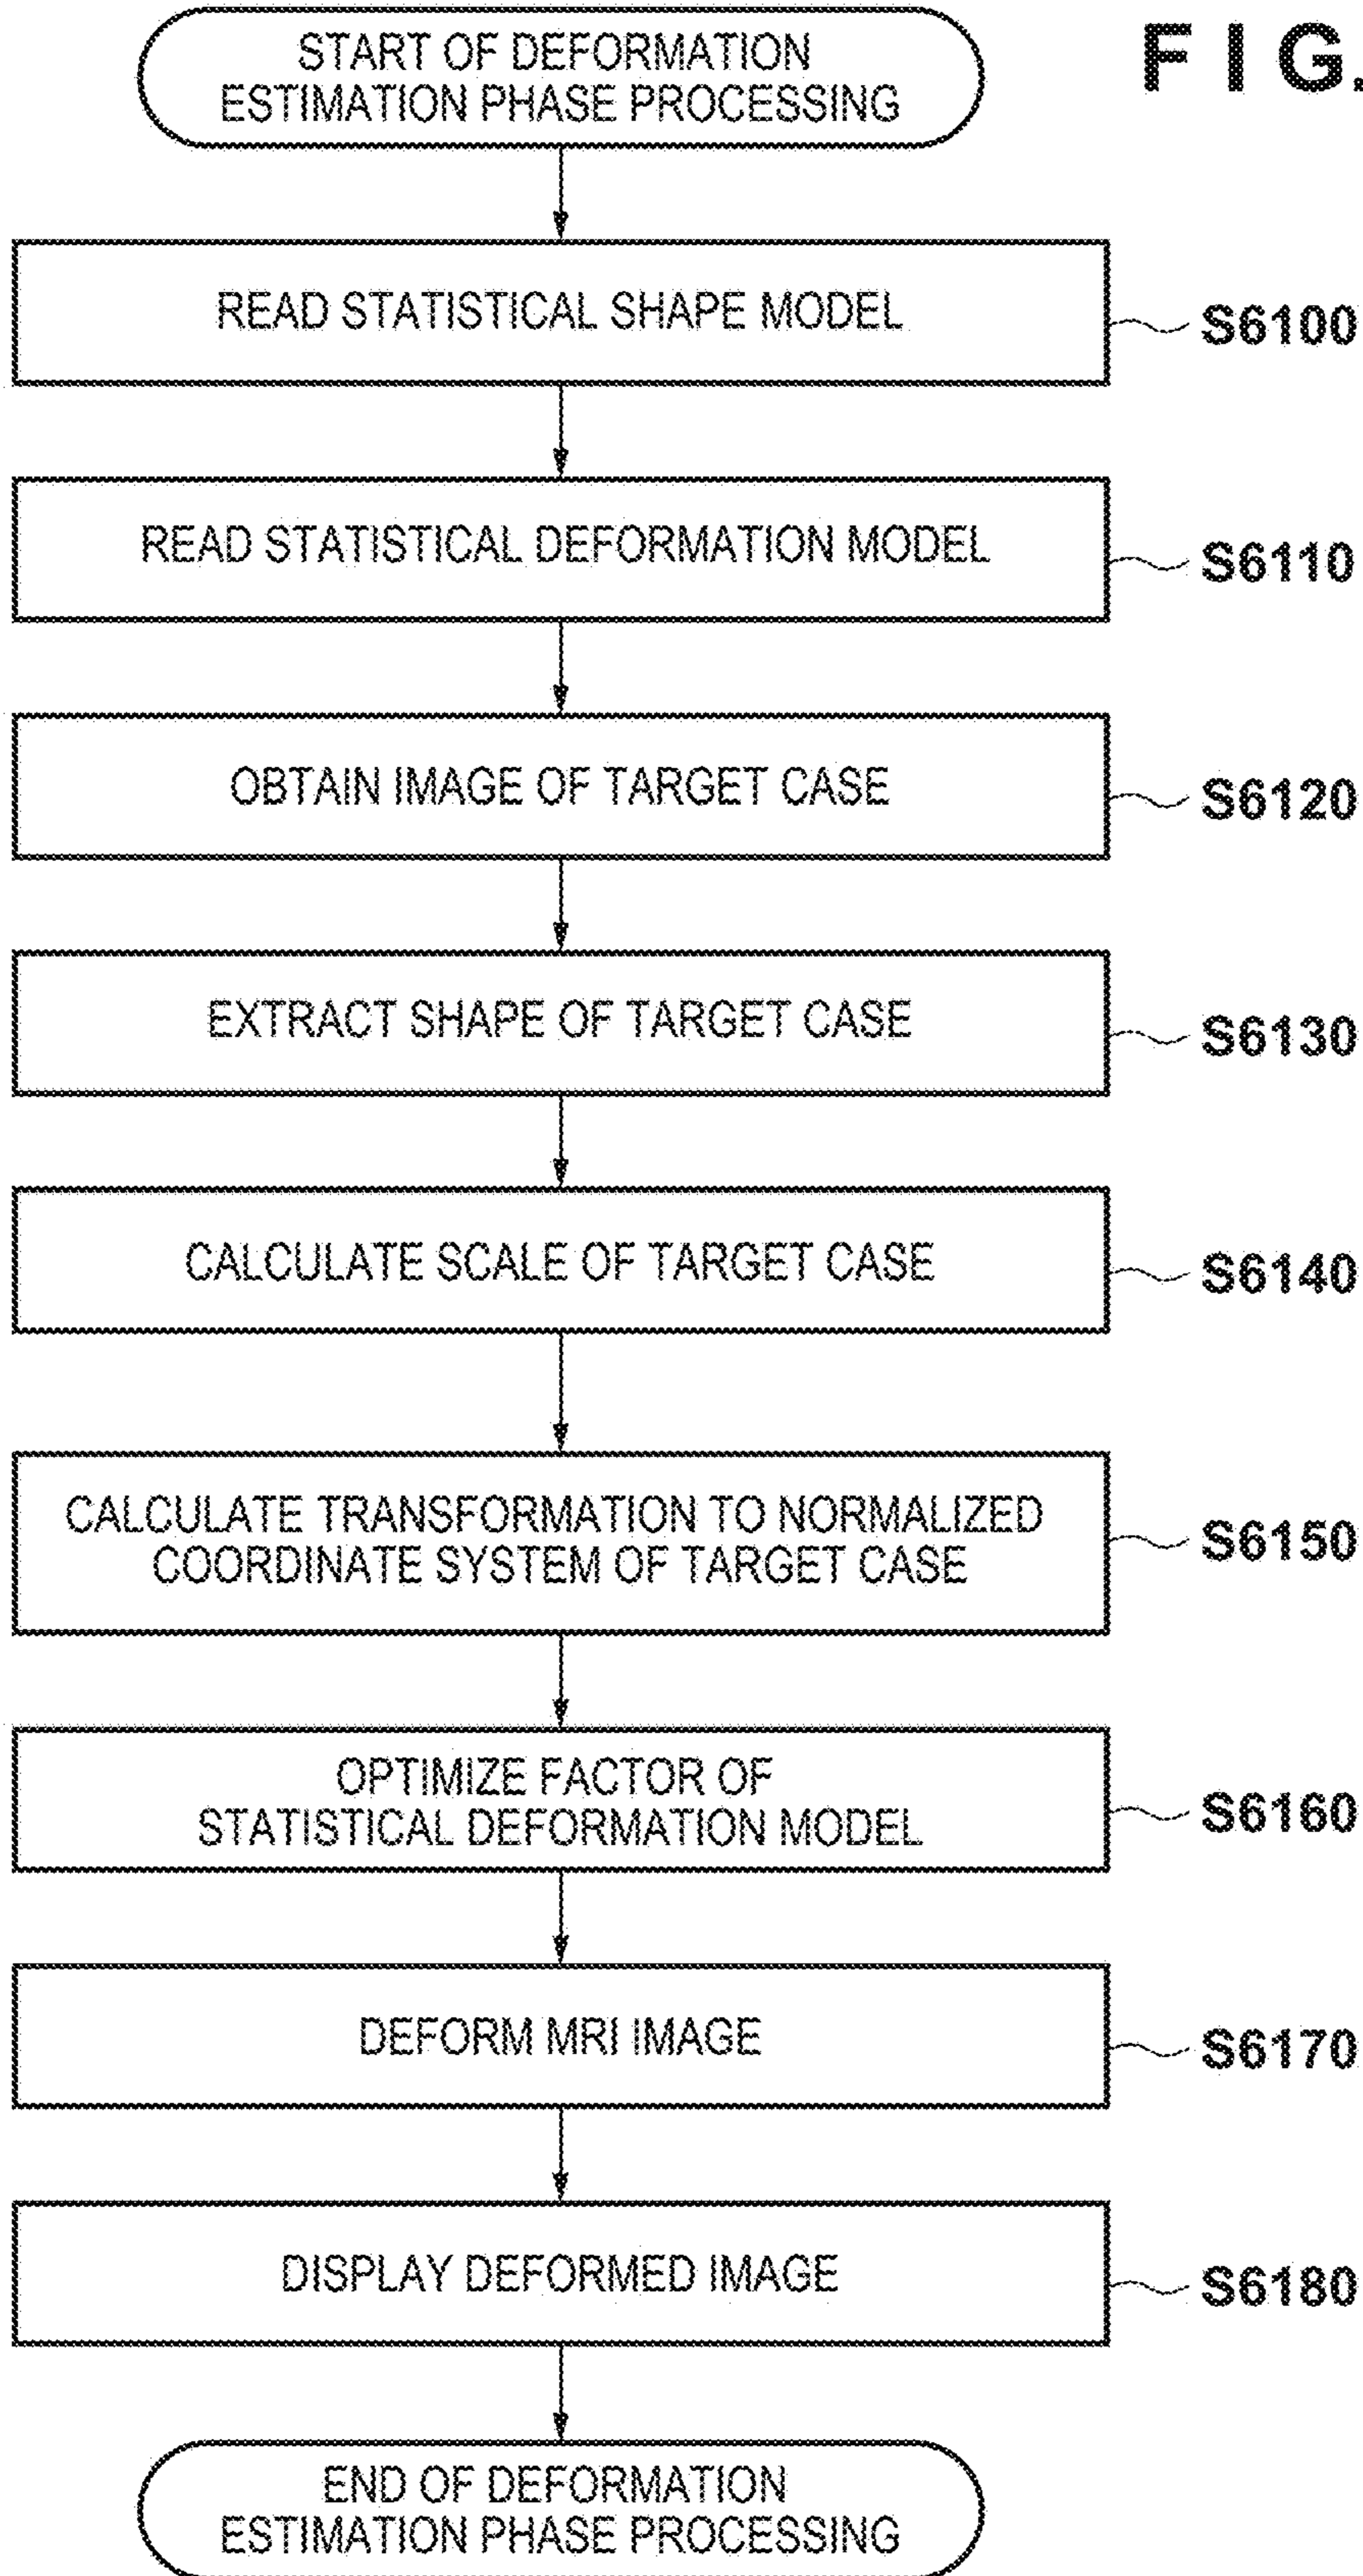 FIG.
START OF DEFORMATION
ESTIMATION PHASE PROCESSING
READ STATISTICAL SHAPE MODEL
S6100
READ STATISTICAL DEFORMATION MODEL
S6110
OBTAIN IMAGE OF TARGET CASE
S6120
EXTRACT SHAPE OF TARGET CASE
S6130
CALCULATE SCALE OF TARGET CASE
S6140
CALCULATE TRANSFORMATION TO NORMALIZED
COORDINATE SYSTEM OF TARGET CASE
S6150
OPTIMIZE FACTOR OF
STATISTICAL DEFORMATION MODEL
S6160
DEFORM MRI IMAGE
S6170
DISPLAY DEFORMED IMAGE
S6180
END OF DEFORMATION
ESTIMATION PHASE PROCESSING